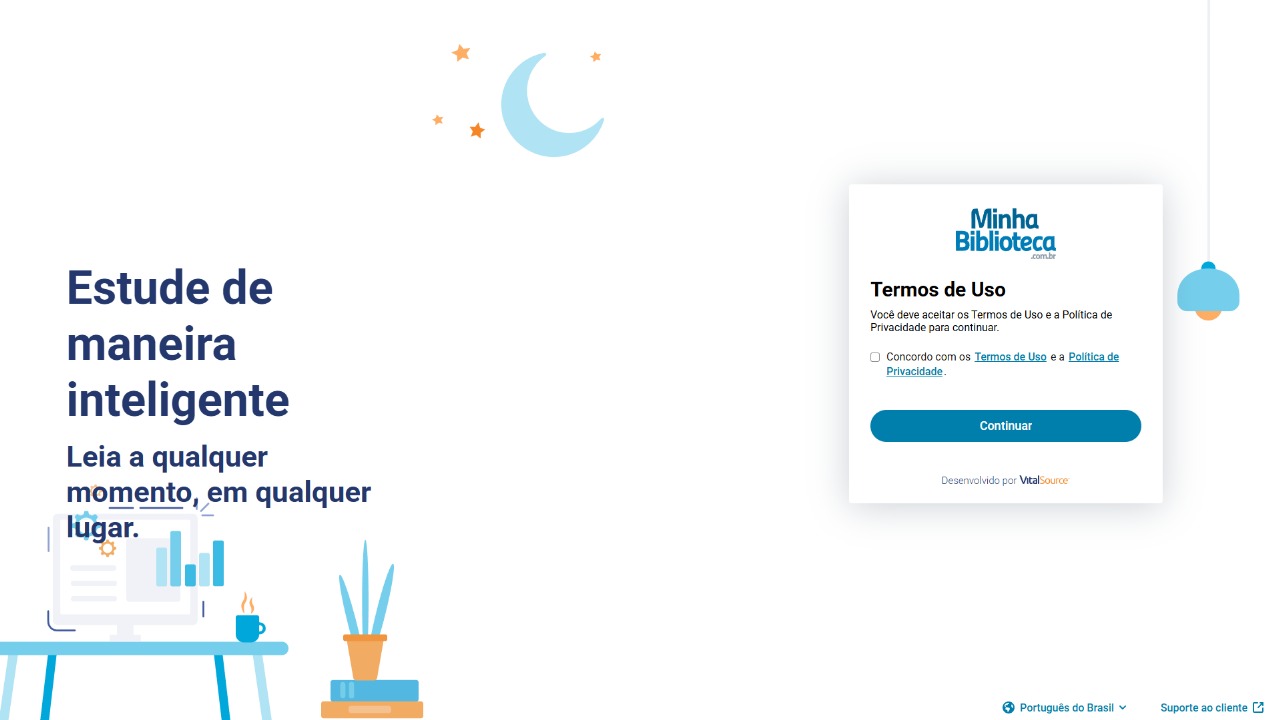 Estude de
maneira
inteligente
Leia a qualquer
momento, em qualquer
lugar.
Minha
Biblioteca
.com.br
Termos de Uso
Você deve aceitar os Termos de Uso e a Política de
Privacidade para continuar.
Concordo com os Termos de Uso e a Política de
Privacidade.
Continuar
Desenvolvido por VitalSource
Português do Brasil
Suporte ao cliente